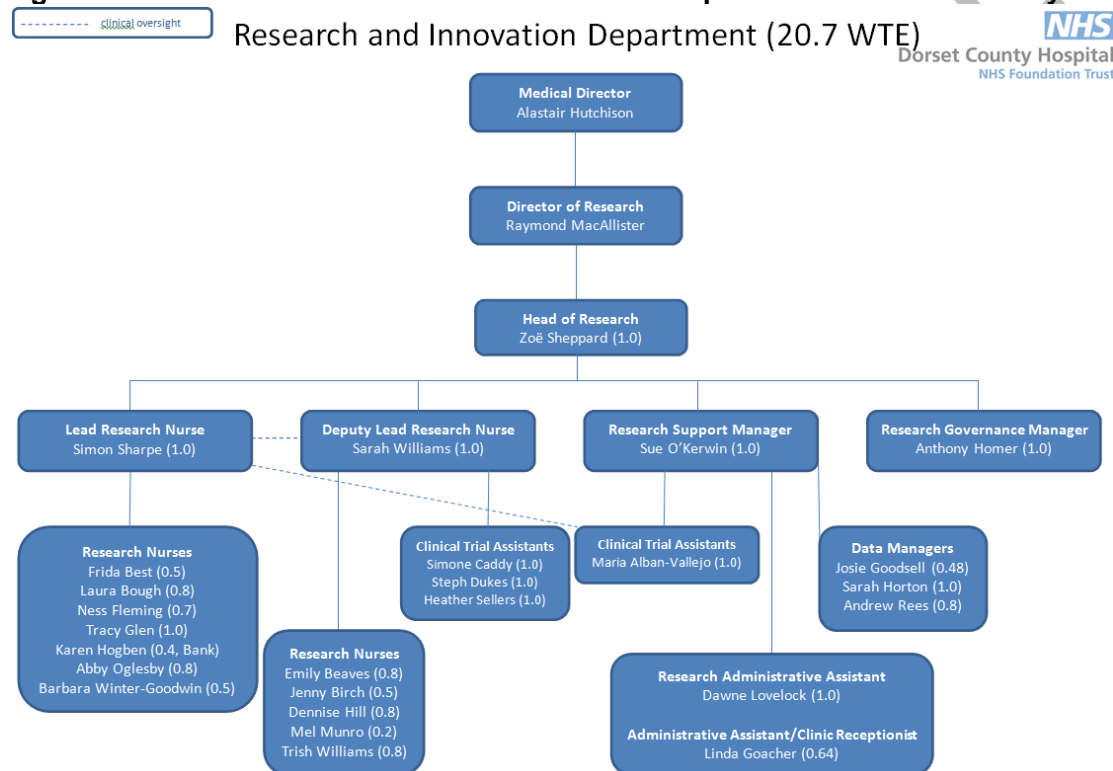 clinical oversight
Research and Innovation Department (20.7 WTE)
NHS
Dorset County Hospital
NHS Foundation Trust
Medical Director
Alastair Hutchison
Director of Research
Raymond MacAllister
Head of Research
Zoë Sheppard (1.0)
Lead Research Nurse
Simon Sharpe (1.0)
Deputy Lead Research Nurse
Sarah Williams (1.0)
Research Support Manager
Sue O'Kerwin (1.0)
Research Governance Manager
Anthony Homer (1.0)
Research Nurses
Frida Best (0.5)
Laura Bough (0.8)
Ness Fleming (0.7)
Tracy Glen (1.0)
Karen Hogben (0.4, Bank)
Abby Oglesby (0.8)
Barbara Winter-Goodwin (0.5)
Research Nurses
Emily Beaves (0.8)
Jenny Birch (0.5)
Dennise Hill (0.8)
Mel Munro (0.2)
Trish Williams (0.8)
Clinical Trial Assistants
Simone Caddy (1.0)
Steph Dukes (1.0)
Heather Sellers (1.0)
Clinical Trial Assistants
Maria Alban-Vallejo (1.0)
Data Managers
Josie Goodsell (0.48)
Sarah Horton (1.0)
Andrew Rees (0.8)
Research Administrative Assistant
Dawne Lovelock (1.0)
Administrative Assistant/Clinic Receptionist
Linda Goacher (0.64)